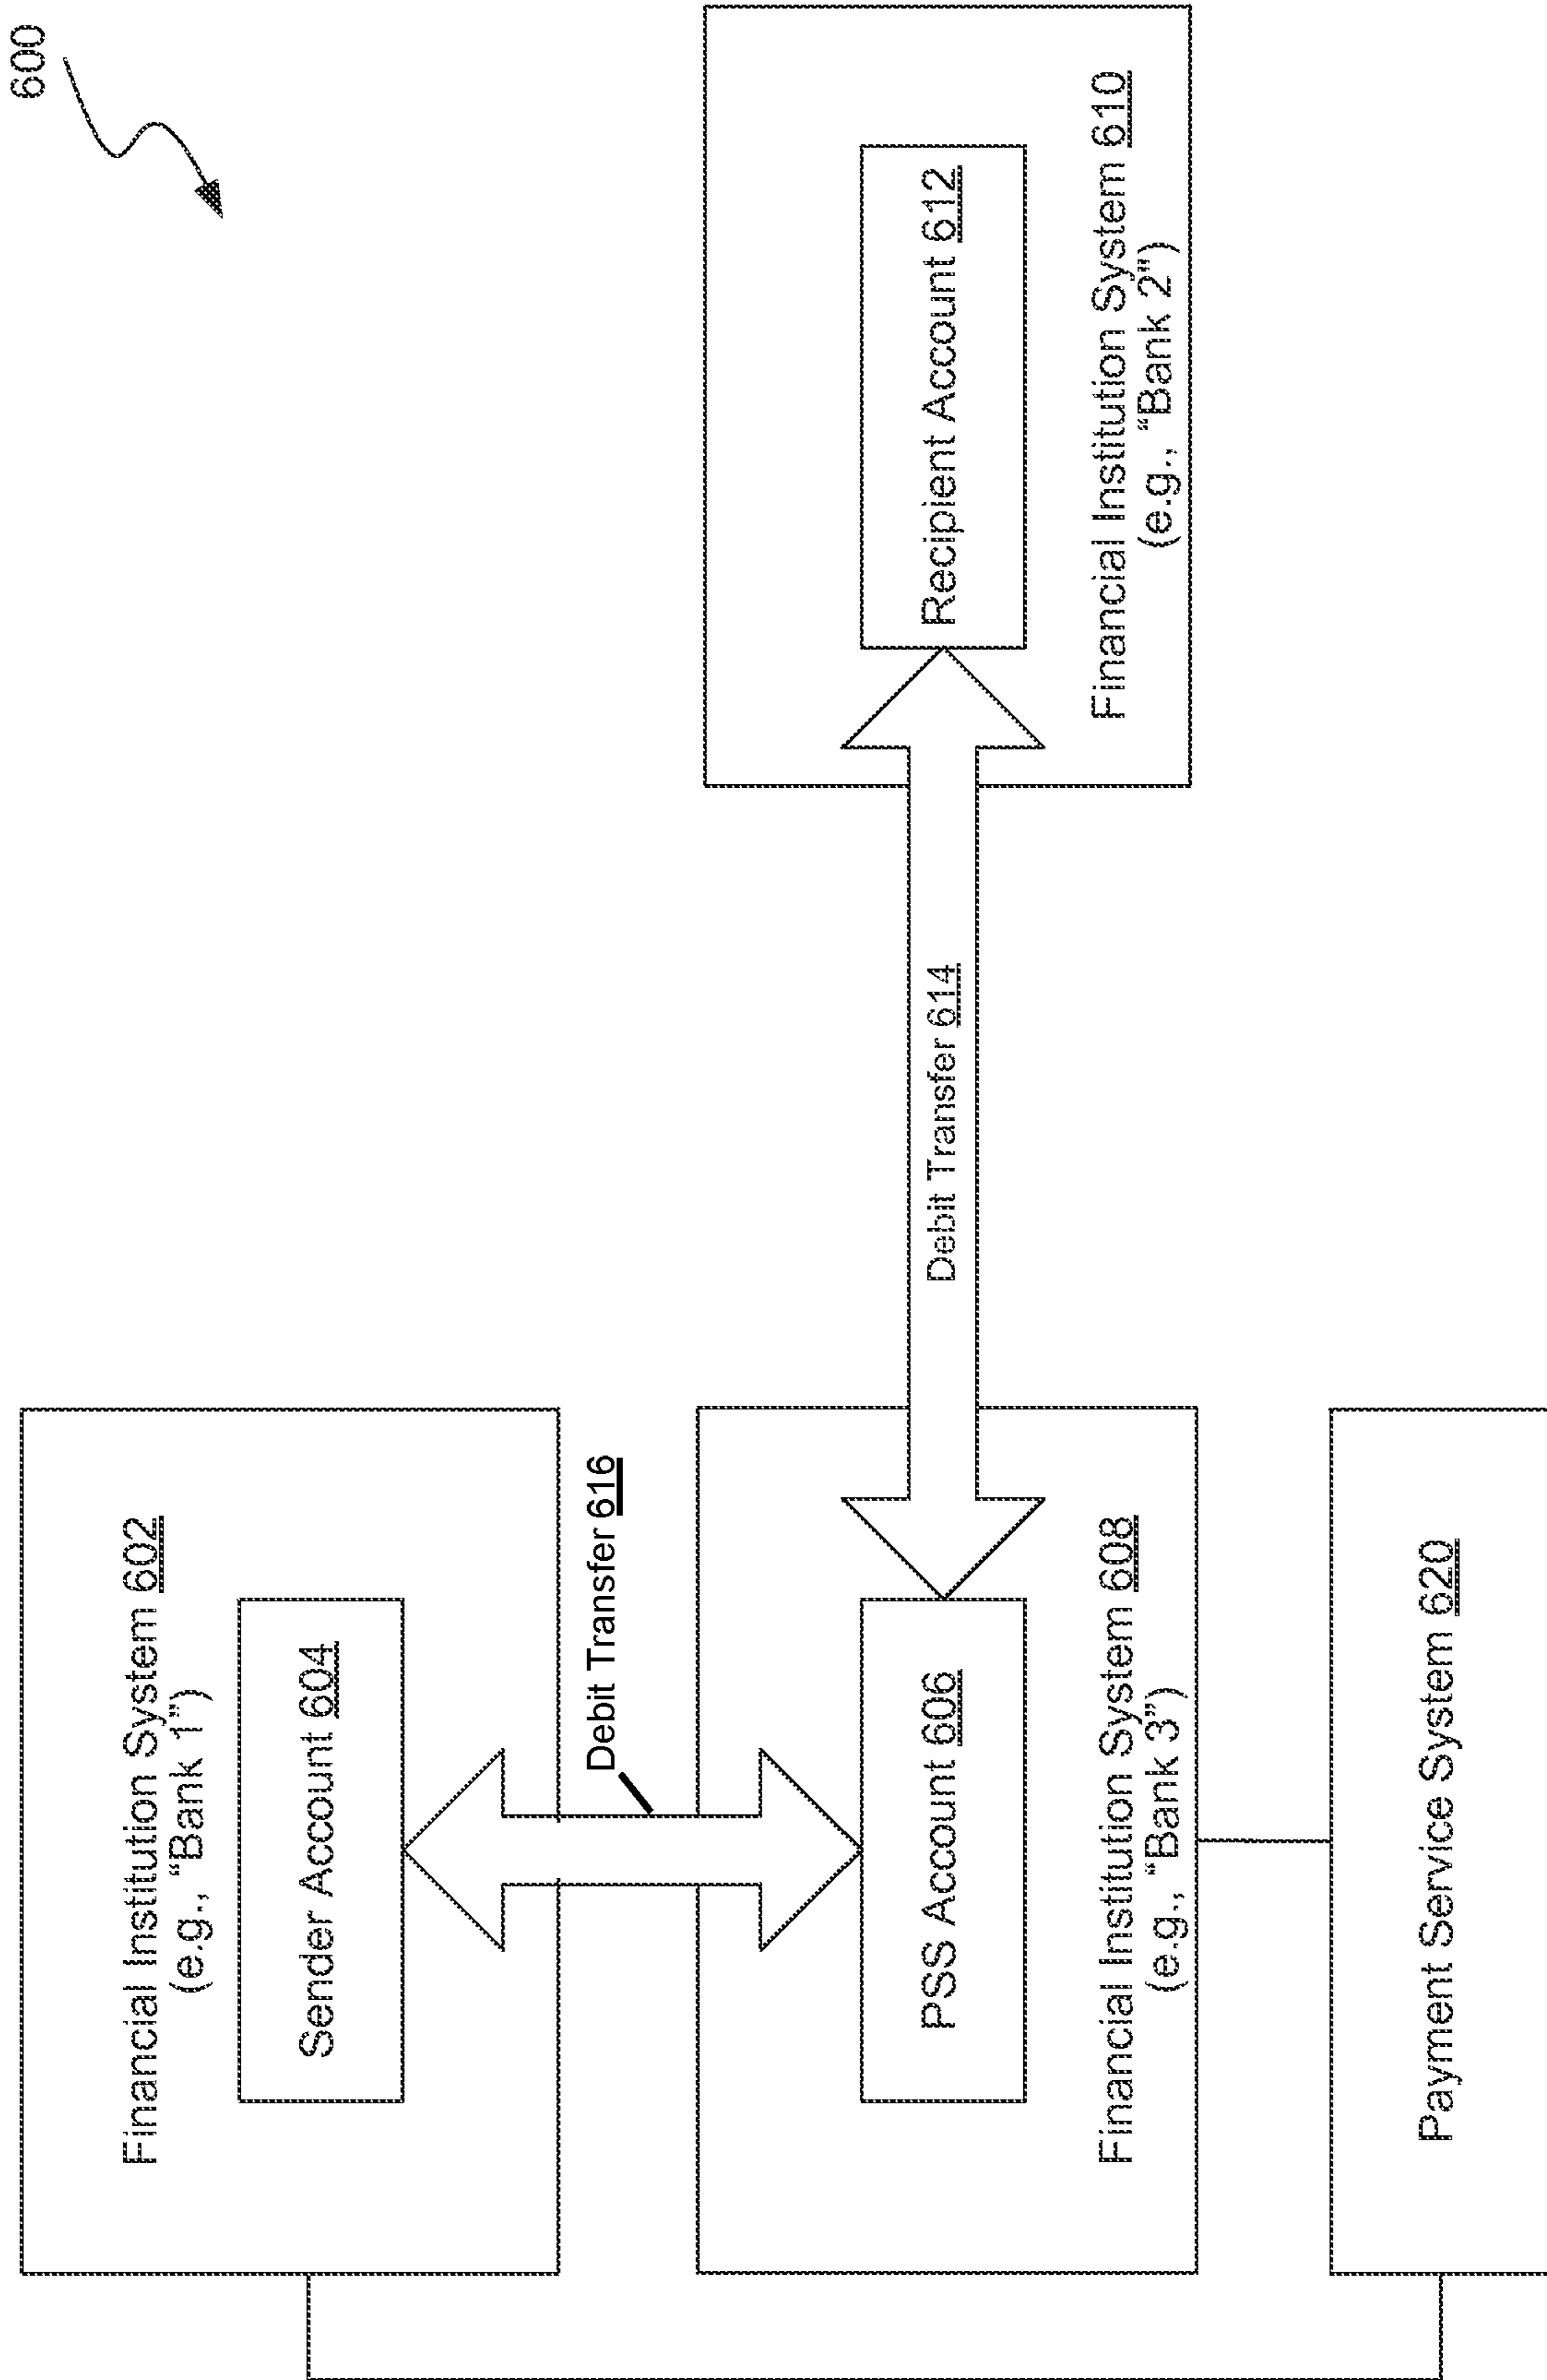 600
Financial Institution System 602
(e.g., “Bank 1”)
Sender Account 604
Debit Transfer 616
PSS Account 606
Financial Institution System 608
(e.g., “Bank 3”)
Debit Transfer 614
Recipient Account 612
Financial Institution System 610
(e.g., “Bank 2”)
Payment Service System 620